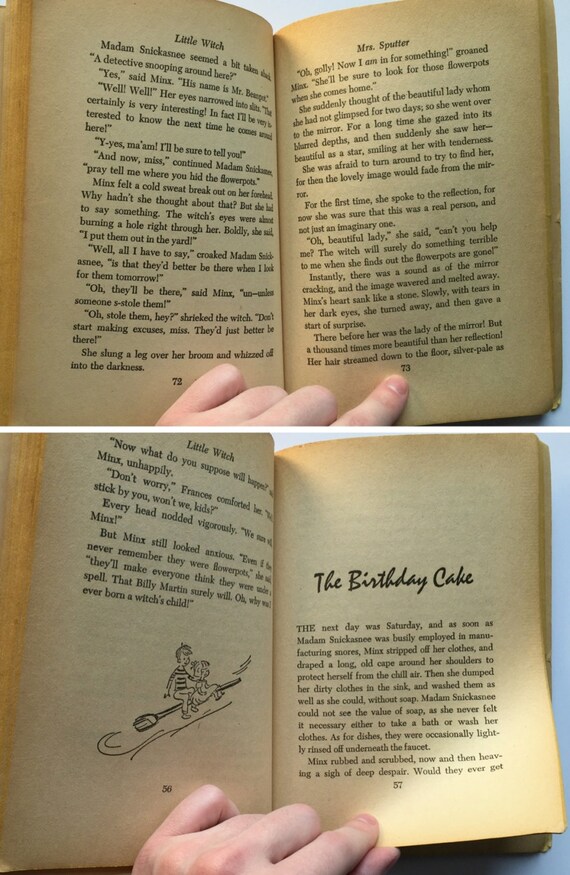 Little Witch
Madam Snickasnee seemed a bit taken aback.
"A detective snooping around here?"
"Yes," said Minx. "His name is Mr. Beanpot."
"Well! Well!" Her eyes narrowed into slits. "That
certainly is very interesting! In fact I'll be very in-
terested to know the next time he comes around
here!"
"Y-yes, ma'am! I'll be sure to tell you!"
"And now, miss," continued Madam Snickasnee,
"pray tell me where you hid the flowerpots."
Minx felt a cold sweat break out on her forehead.
Why hadn't she thought about that? But she had
to say something. The witch's eyes were almost
burning a hole right through her. Boldly, she said,
"I put them out in the yard!"
"Well, all I have to say," croaked Madam Snick-
asnee, "is that they'd better be there when I look
for them tomorrow!"
"Oh, they'll be there," said Minx, "un—unless
someone s-stole them!"
"Oh, stole them, hey?" shrieked the witch. "Don't
start making excuses, miss. They'd just better be
there!"
She slung a leg over her broom and whizzed off
into the darkness.
72
Mrs. Sputter
"Oh, golly! Now I am in for something!" groaned
Minx. "She'll be sure to look for those flowerpots
when she comes home."
She suddenly thought of the beautiful lady whom
she had not glimpsed for two days; so she went over
to the mirror. For a long time she gazed into its
blurred depths, and then suddenly she saw her—
beautiful as a star, smiling at her with tenderness.
She was afraid to turn around to try to find her,
for then the lovely image would fade from the mir-
ror.
For the first time, she spoke to the reflection, for
now she was sure that this was a real person, and
not just an imaginary one.
"Oh, beautiful lady," she said, "can't you help
me? The witch will surely do something terrible
to me when she finds out the flowerpots are gone!"
Instantly, there was a sound as of the mirror
cracking, and the image wavered and melted away.
Minx's heart sank like a stone. Slowly, with tears in
her dark eyes, she turned away, and then gave a
start of surprise.
There before her was the lady of the mirror! But
a thousand times more beautiful than her reflection!
Her hair streamed down to the floor, silver-pale as
73
Little Witch
"Now what do you suppose will happen?"
Minx, unhappily.
"Don't worry," Frances comforted her.
stick by you, won't we, kids?"
Every head nodded vigorously. "We sure will,
Minx!"
But Minx still looked anxious. "Even if they
never remember they were flowerpots," she said,
"they'll make everyone think they were under a
spell. That Billy Martin surely will. Oh, why was I
ever born a witch's child!"
56
The Birthday Cake
THE next day was Saturday, and as soon as
Madam Snickasnee was busily employed in manu-
facturing snores, Minx stripped off her clothes, and
draped a long, old cape around her shoulders to
protect herself from the chill air. Then she dumped
her dirty clothes in the sink, and washed them as
well as she could, without soap. Madam Snickasnee
could not see the value of soap, as she never felt
it necessary either to take a bath or wash her
clothes. As for dishes, they were occasionally light-
ly rinsed off underneath the faucet.
Minx rubbed and scrubbed, now and then heav-
ing a sigh of deep despair. Would they ever get
57